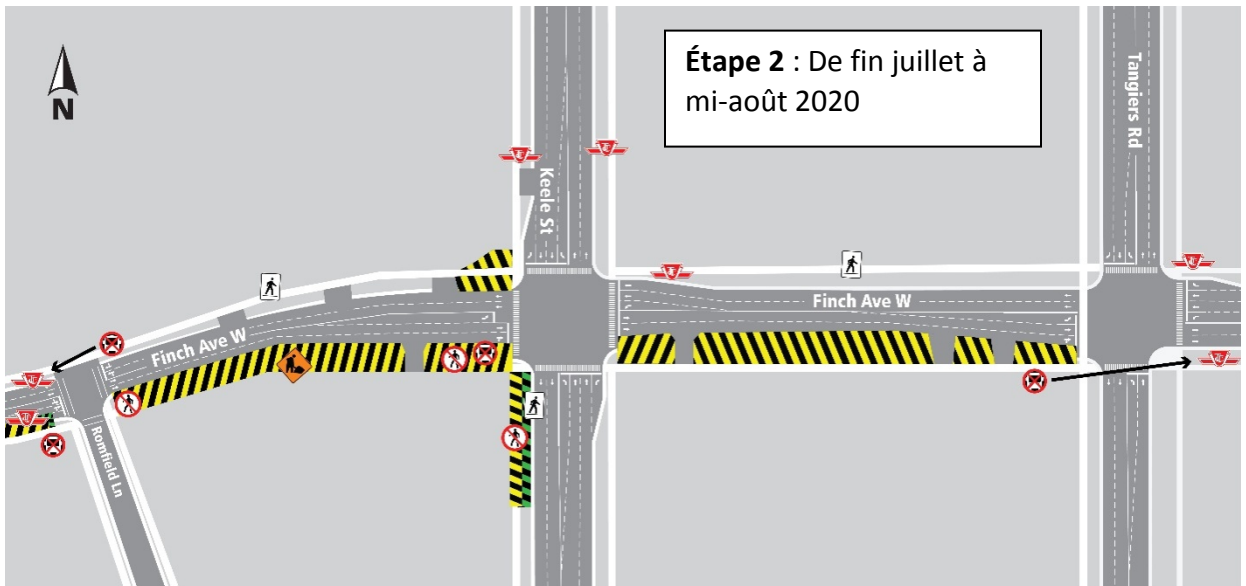 Étape 2 : De fin juillet à
mi-août 2020
N
Keele St
Tangiers Rd
Finch Ave W
Finch Ave W
Romfield Ln